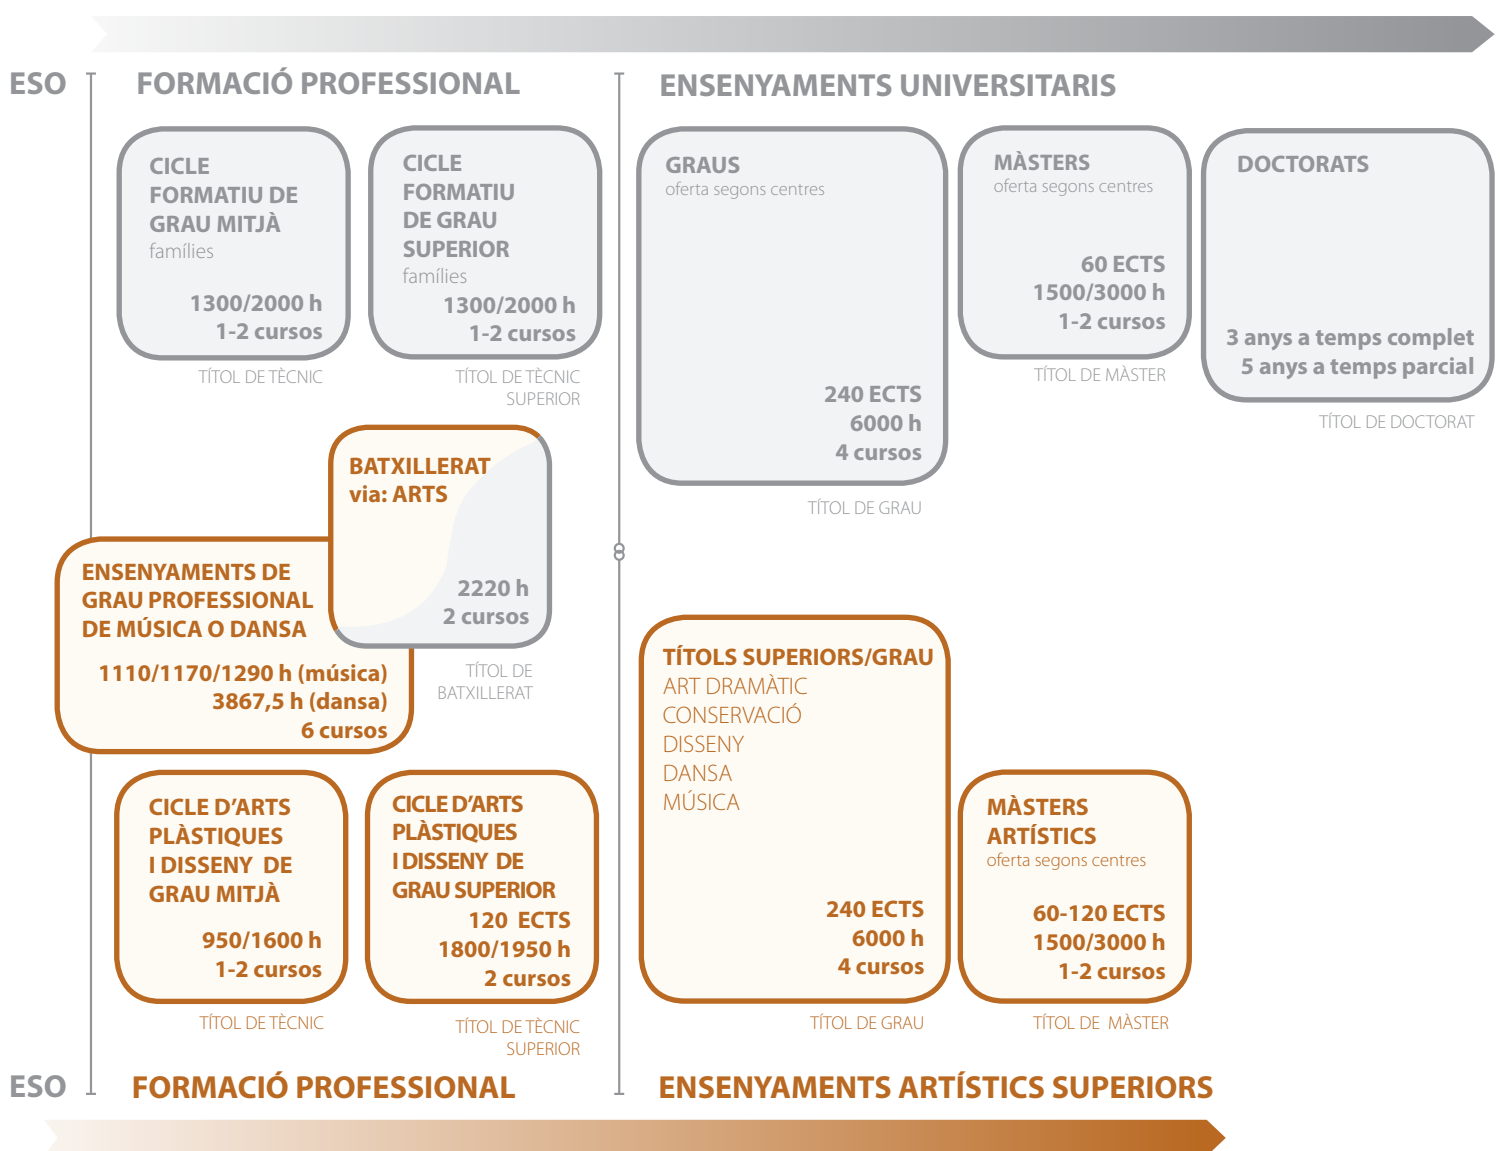 ESO
FORMACIÓ PROFESSIONAL
ENSENYAMENTS UNIVERSITARIS
CICLE
FORMATIU DE
GRAU MITJÀ
famílies
1300/2000 h
1-2 cursos
TÍTOL DE TÈCNIC
CICLE
FORMATIU
DE GRAU
SUPERIOR
famílies
1300/2000 h
1-2 cursos
TÍTOL DE TÈCNIC
SUPERIOR
GRAUS
oferta segons centres
240 ECTS
6000 h
4 cursos
TÍTOL DE GRAU
MÀSTERS
oferta segons centres
60 ECTS
1500/3000 h
1-2 cursos
TÍTOL DE MÀSTER
DOCTORATS
3 anys a temps complet
5 anys a temps parcial
TÍTOL DE DOCTORAT
BATXILLERAT
via: ARTS
2220 h
2 cursos
TÍTOL DE
BATXILLERAT
ENSENYAMENTS DE
GRAU PROFESSIONAL
DE MÚSICA O DANSA
1110/1170/1290 h (música)
3867,5 h (dansa)
6 cursos
CICLE D'ARTS
PLÀSTIQUES
I DISSENY DE
GRAU MITJÀ
950/1600 h
1-2 cursos
TÍTOL DE TÈCNIC
CICLE D'ARTS
PLÀSTIQUES
I DISSENY DE
GRAU SUPERIOR
120 ECTS
1800/1950 h
2 cursos
TÍTOL DE TÈCNIC
SUPERIOR
TÍTOLS SUPERIORS/GRAU
ART DRAMÀTIC
CONSERVACIÓ
DISSENY
DANSA
MÚSICA
240 ECTS
6000 h
4 cursos
TÍTOL DE GRAU
MÀSTERS
ARTÍSTICS
oferta segons centres
60-120 ECTS
1500/3000 h
1-2 cursos
TÍTOL DE MÀSTER
ESO
FORMACIÓ PROFESSIONAL
ENSENYAMENTS ARTÍSTICS SUPERIORS